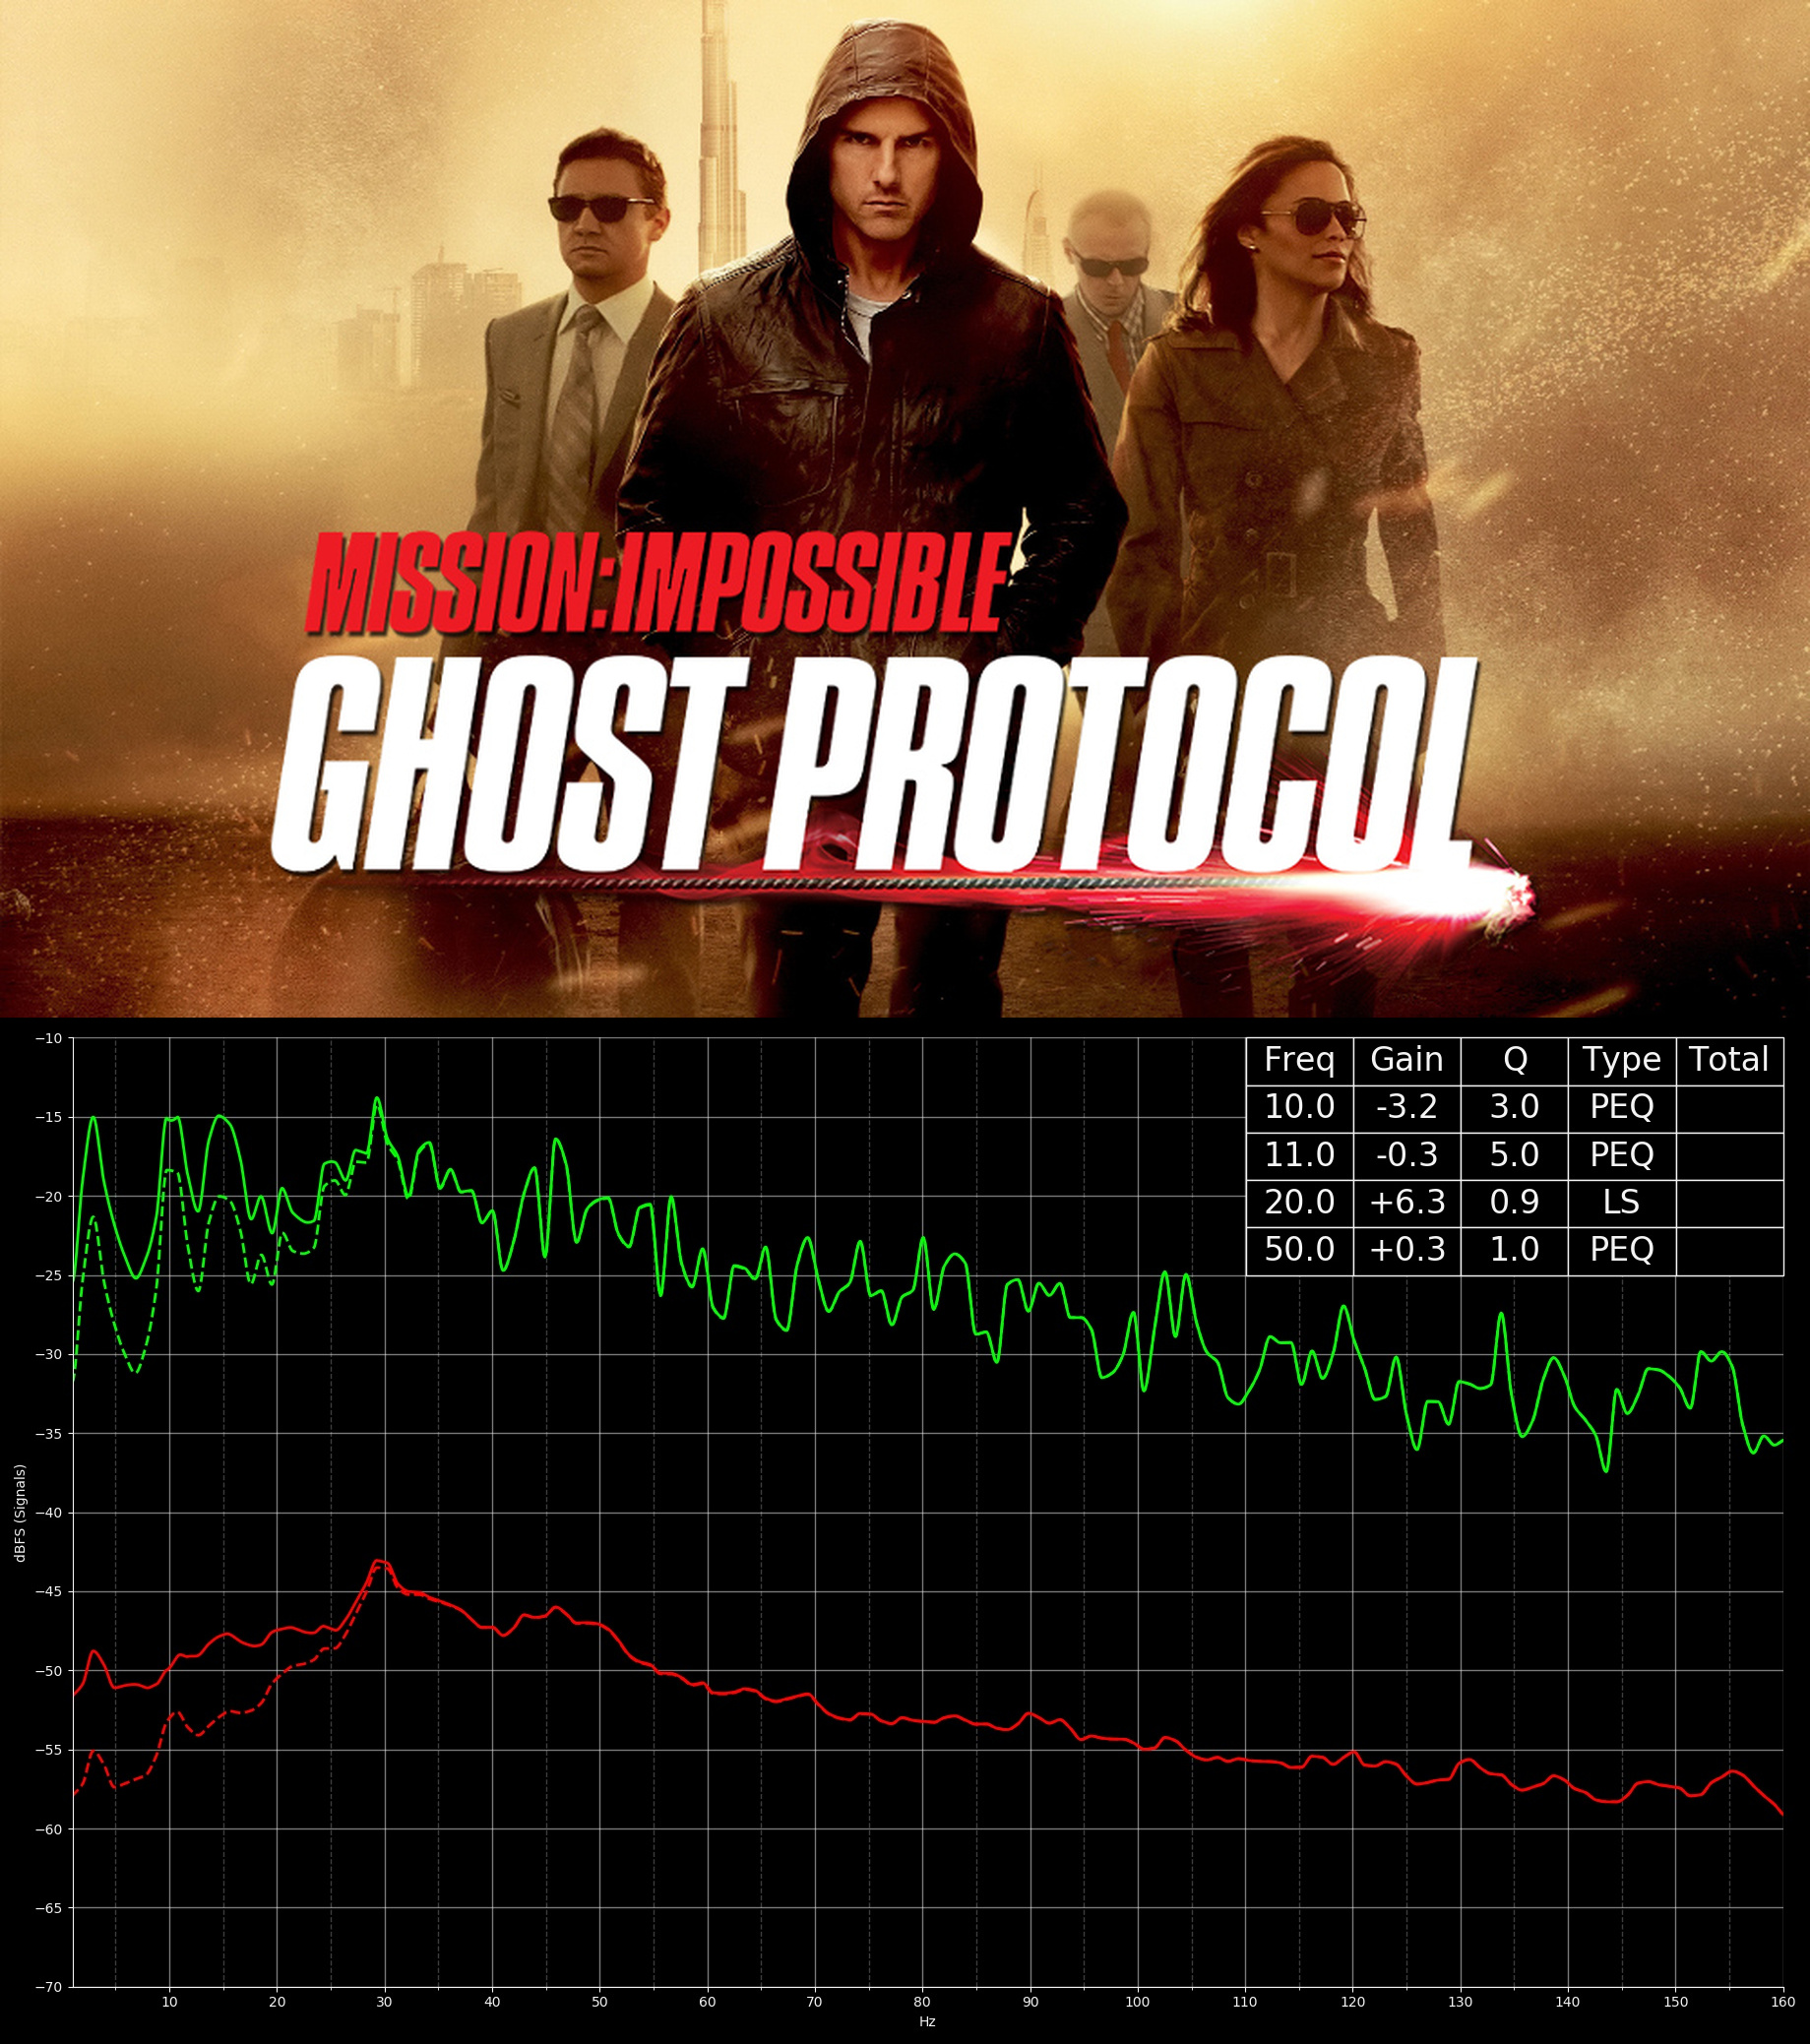 MISSION:IMPOSSIBLE
GHOST PROTOCOL
Freq Gain Q Type Total
10.0 -3.2 3.0 PEQ
11.0 -0.3 5.0 PEQ
20.0 +6.3 0.9 LS
50.0 +0.3 1.0 PEQ
−10
−15
−20
−25
−30
−35
−40
−45
−50
−55
−60
−65
−70
dBFS (Signals)
10 20 30 40 50 60 70 80 90 100 110 120 130 140 150 160
Hz